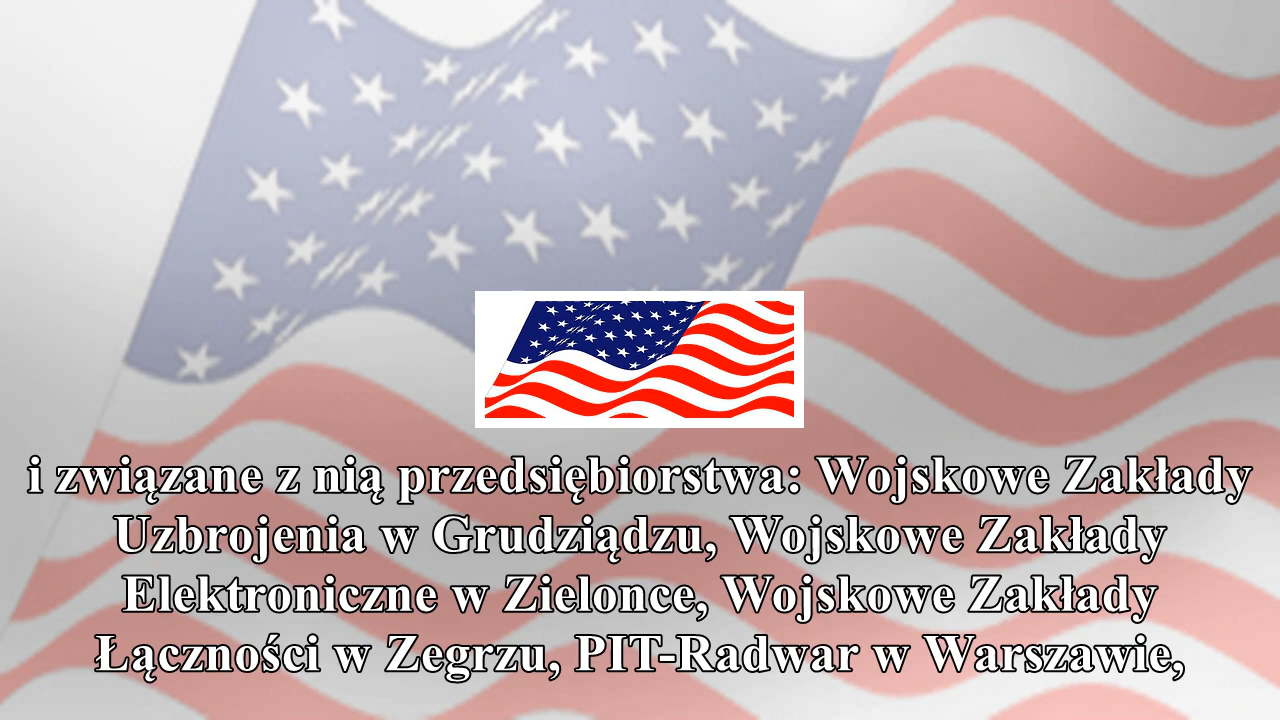 i związane z nią przedsiębiorstwa: Wojskowe Zakłady
Uzbrojenia w Grudziądzu, Wojskowe Zakłady
Elektroniczne w Zielonce, Wojskowe Zakłady
Łączności w Zegrzu, PIT-Radwar w Warszawie,